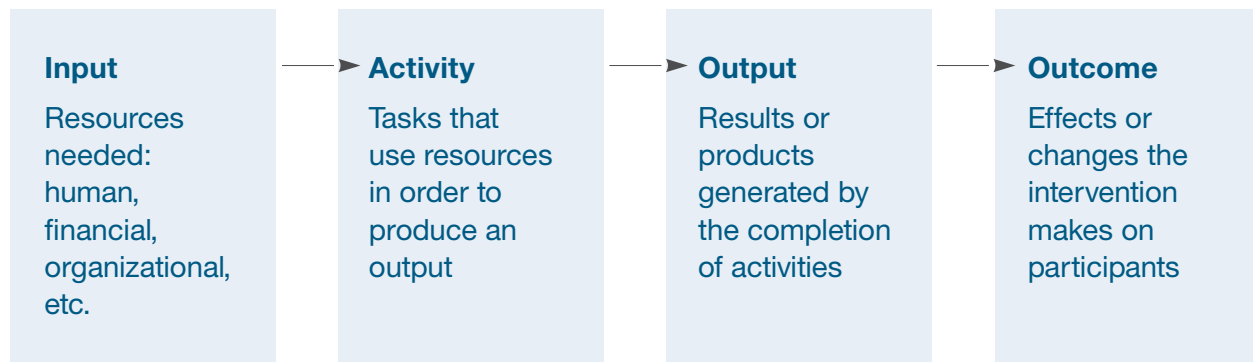 Input
Resources
needed:
human,
financial,
organizational,
etc.
Activity
Tasks that
use resources
in order to
produce an
output
Output
Results or
products
generated by
the completion
of activities
Outcome
Effects or
changes the
intervention
makes on
participants